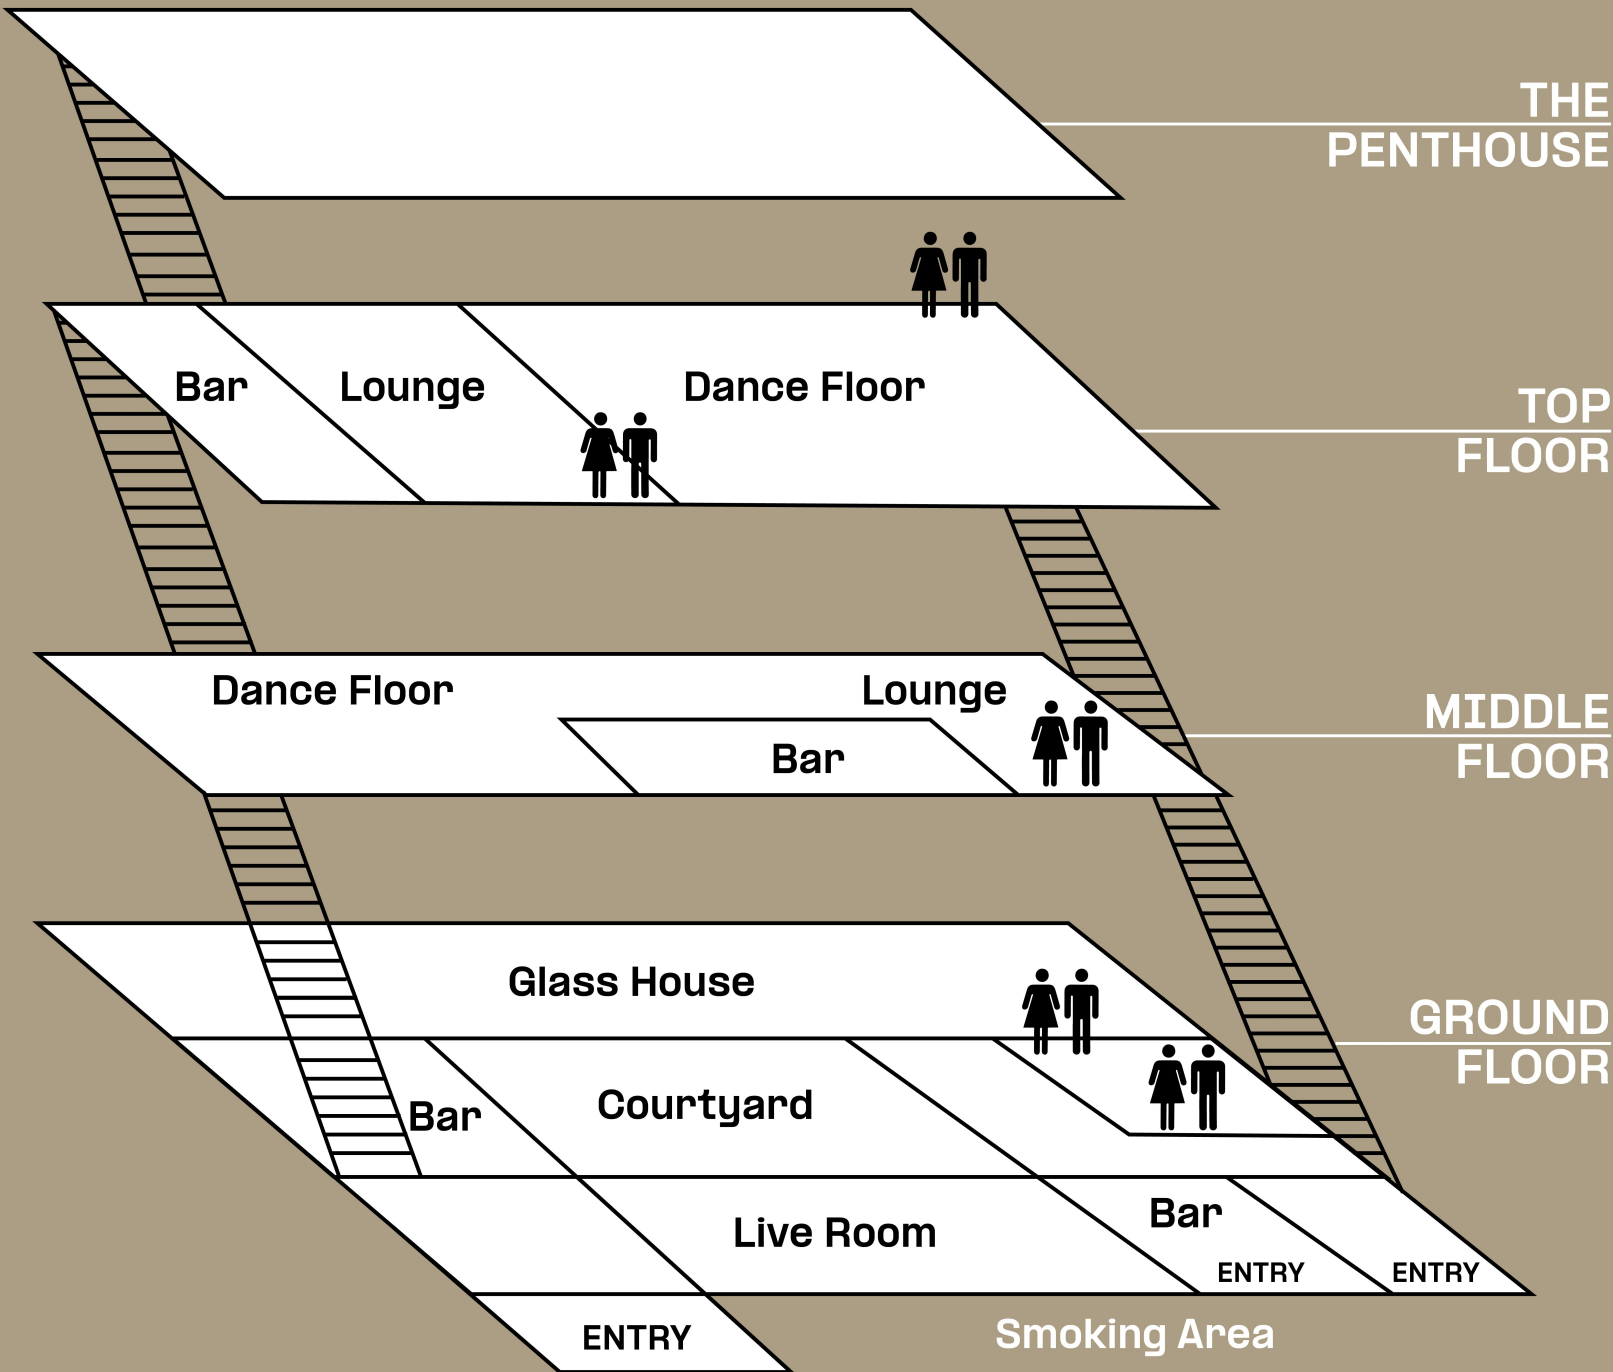 THE
PENTHOUSE
Bar
Lounge
Dance Floor
TOP
FLOOR
Dance Floor
Lounge
Bar
MIDDLE
FLOOR
Glass House
GROUND
FLOOR
Bar
Courtyard
Live Room
Bar
ENTRY
ENTRY
ENTRY
Smoking Area